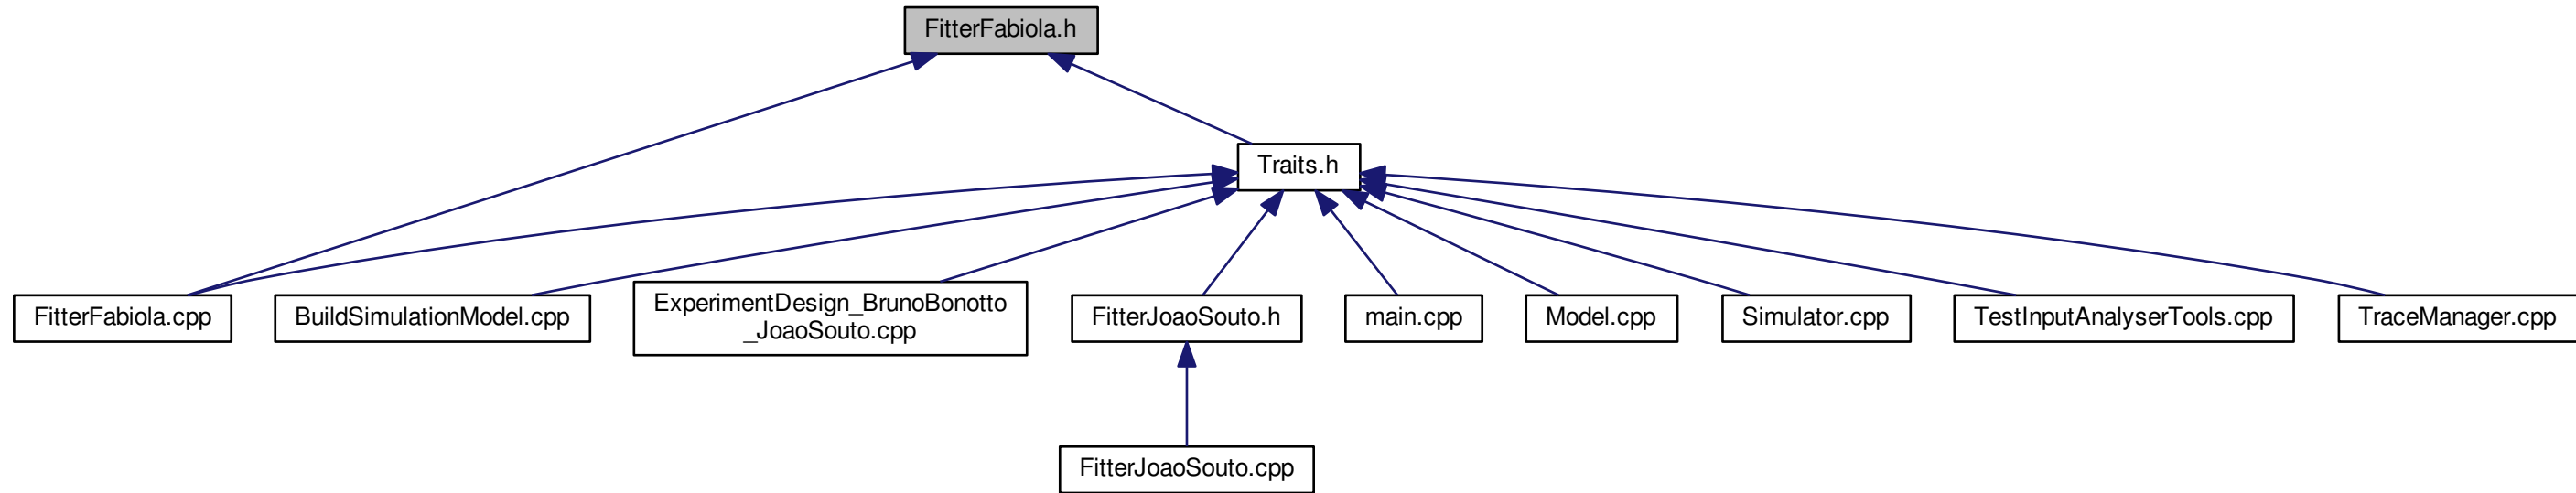 FitterFabiola.h
Traits.h
FitterFabiola.cpp
BuildSimulationModel.cpp
ExperimentDesign_BrunoBonotto
_JoaoSouto.cpp
FitterJoaoSouto.h
main.cpp
Model.cpp
Simulator.cpp
TestInputAnalyserTools.cpp
TraceManager.cpp
FitterJoaoSouto.cpp